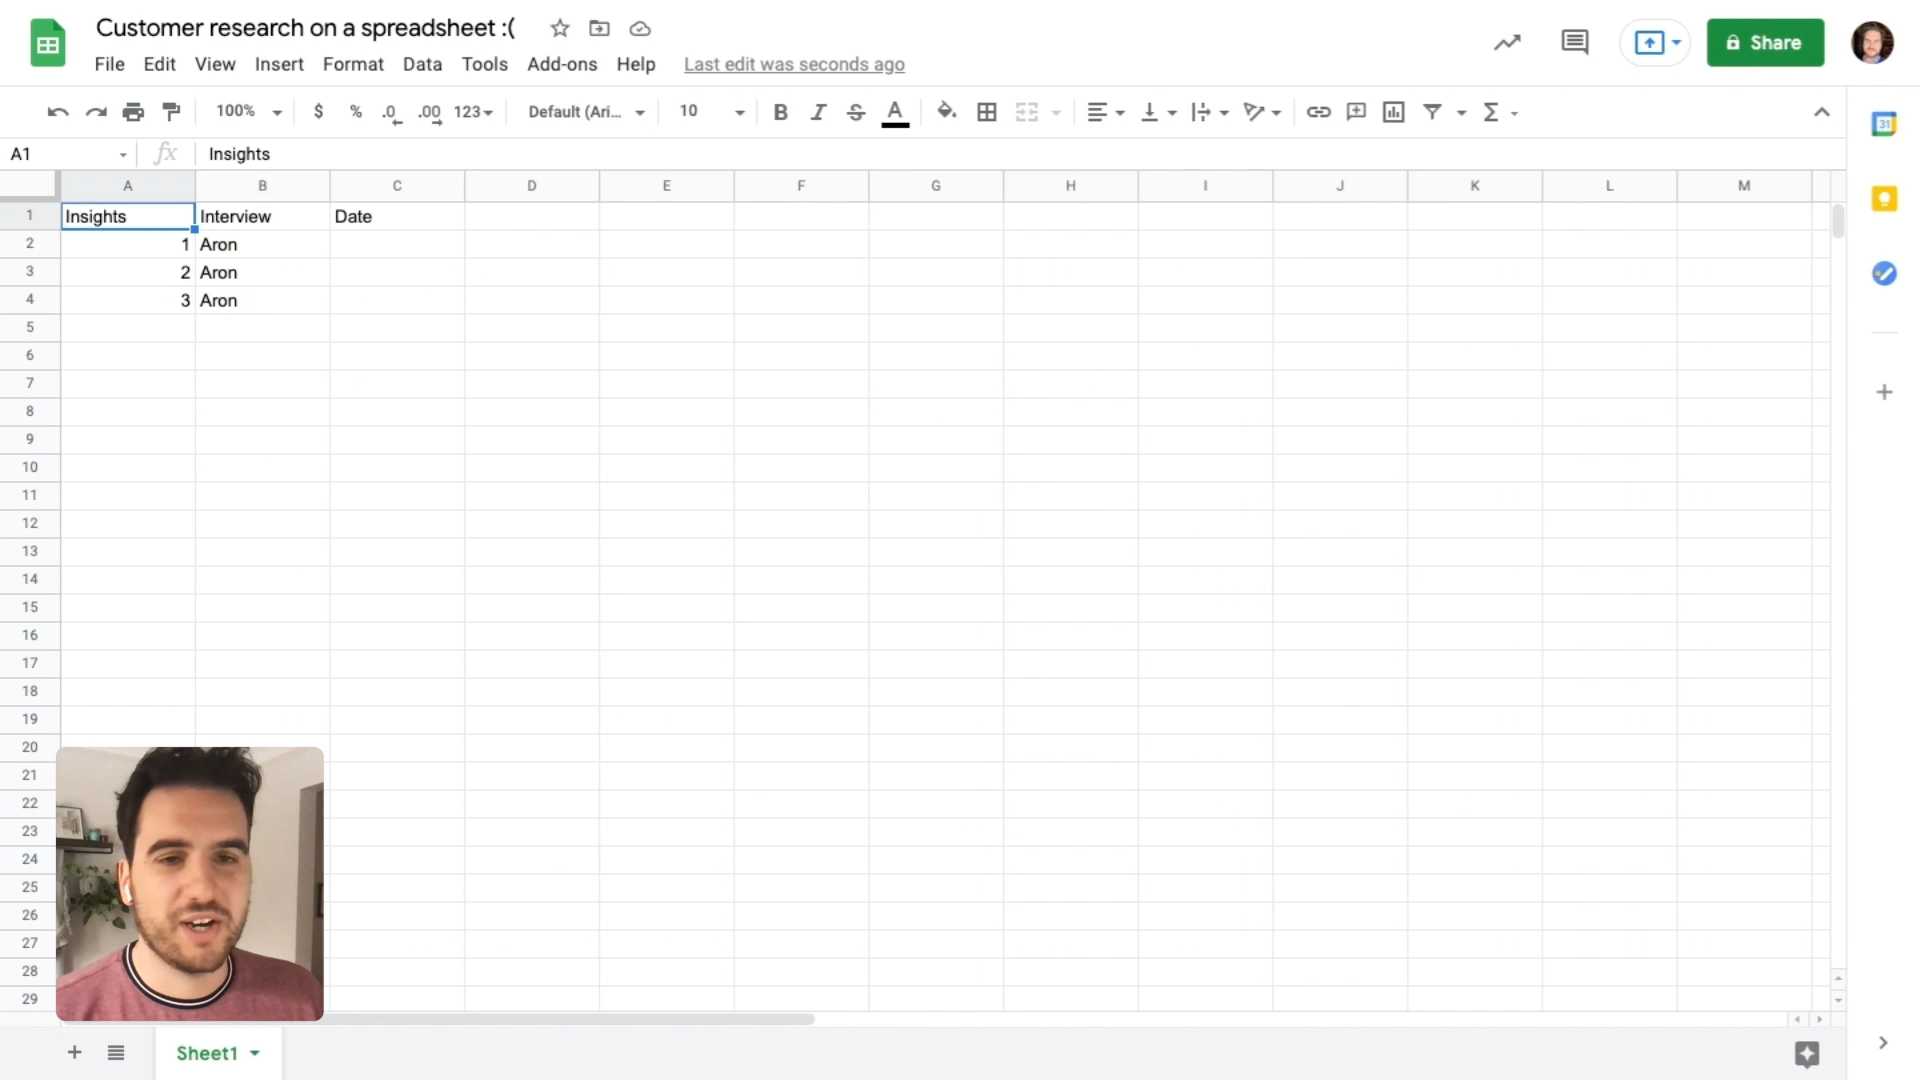 Customer research on a spreadsheet :(
File Edit View Insert Format Data Tools Add-ons Help Last edit was seconds ago
Share
100% $ % .0 .00 123 Default (Ari... 10 B I S A Σ
31
A1 fx Insights
A B C D E F G H I J K L M
1 Insights Interview Date
2 1 Aron
3 2 Aron
4 3 Aron
5
6
7
8
9
10
11
12
13
14
15
16
17
18
19
20
21
22
23
24
25
26
27
28
29
Sheet1